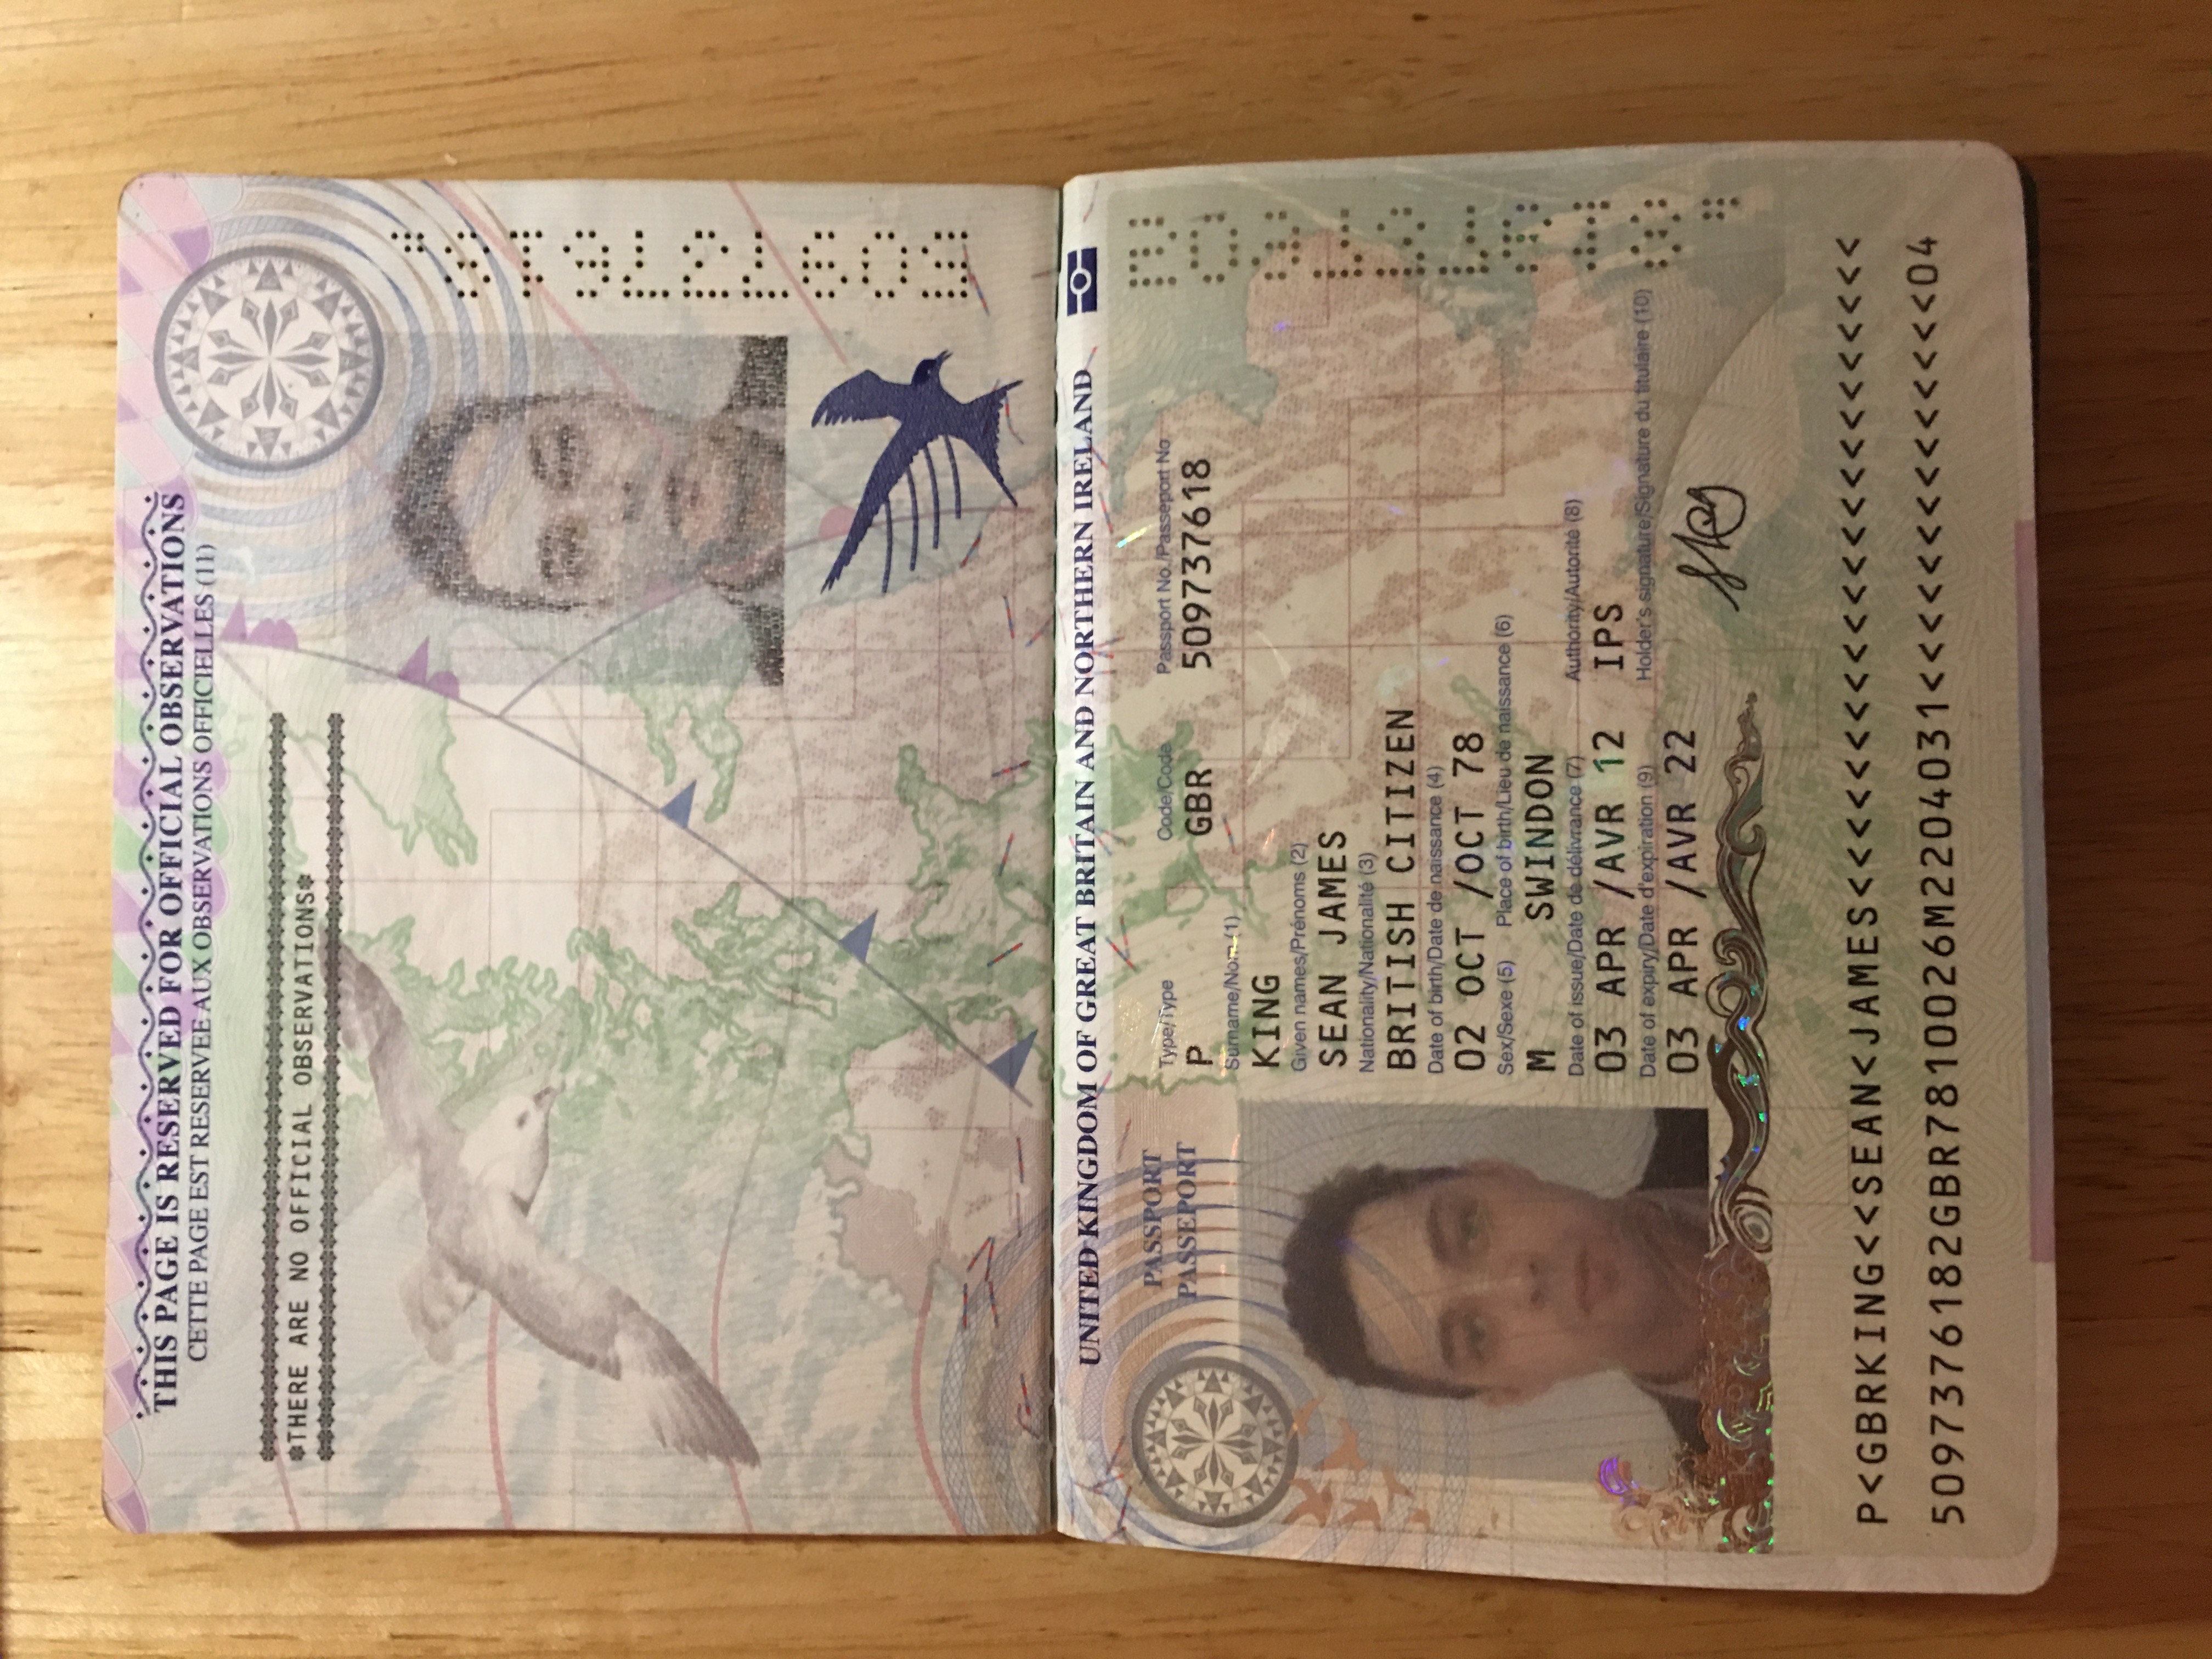 THIS PAGE IS RESERVED FOR OFFICIAL OBSERVATIONS
CETTE PAGE EST RESERVEE AUX OBSERVATIONS OFFICIELLES (11)
*THERE ARE NO OFFICIAL OBSERVATIONS*
509737618
UNITED KINGDOM OF GREAT BRITAIN AND NORTHERN IRELAND
PASSPORT
PASSEPORT
Type/Type Code/Code Passport No./Passeport No
P GBR 509737618
Surname/Nom (1)
KING
Given names/Prénoms (2)
SEAN JAMES
Nationality/Nationalité (3)
BRITISH CITIZEN
Date of birth/Date de naissance (4)
02 OCT /OCT 78
Sex/Sexe (5) Place of birth/Lieu de naissance (6)
M SWINDON
Date of issue/Date de délivrance (7) Authority/Autorité (8)
03 APR /AVR 12 IPS
Date of expiry/Date d'expiration (9) Holder's signature/Signature du titulaire (10)
03 APR /AVR 22
P<GBRKING<<SEAN<JAMES<<<<<<<<<<<<<<<<<<<<<<<
5097376182GBR7810026M2204031<<<<<<<<<<<<<<04